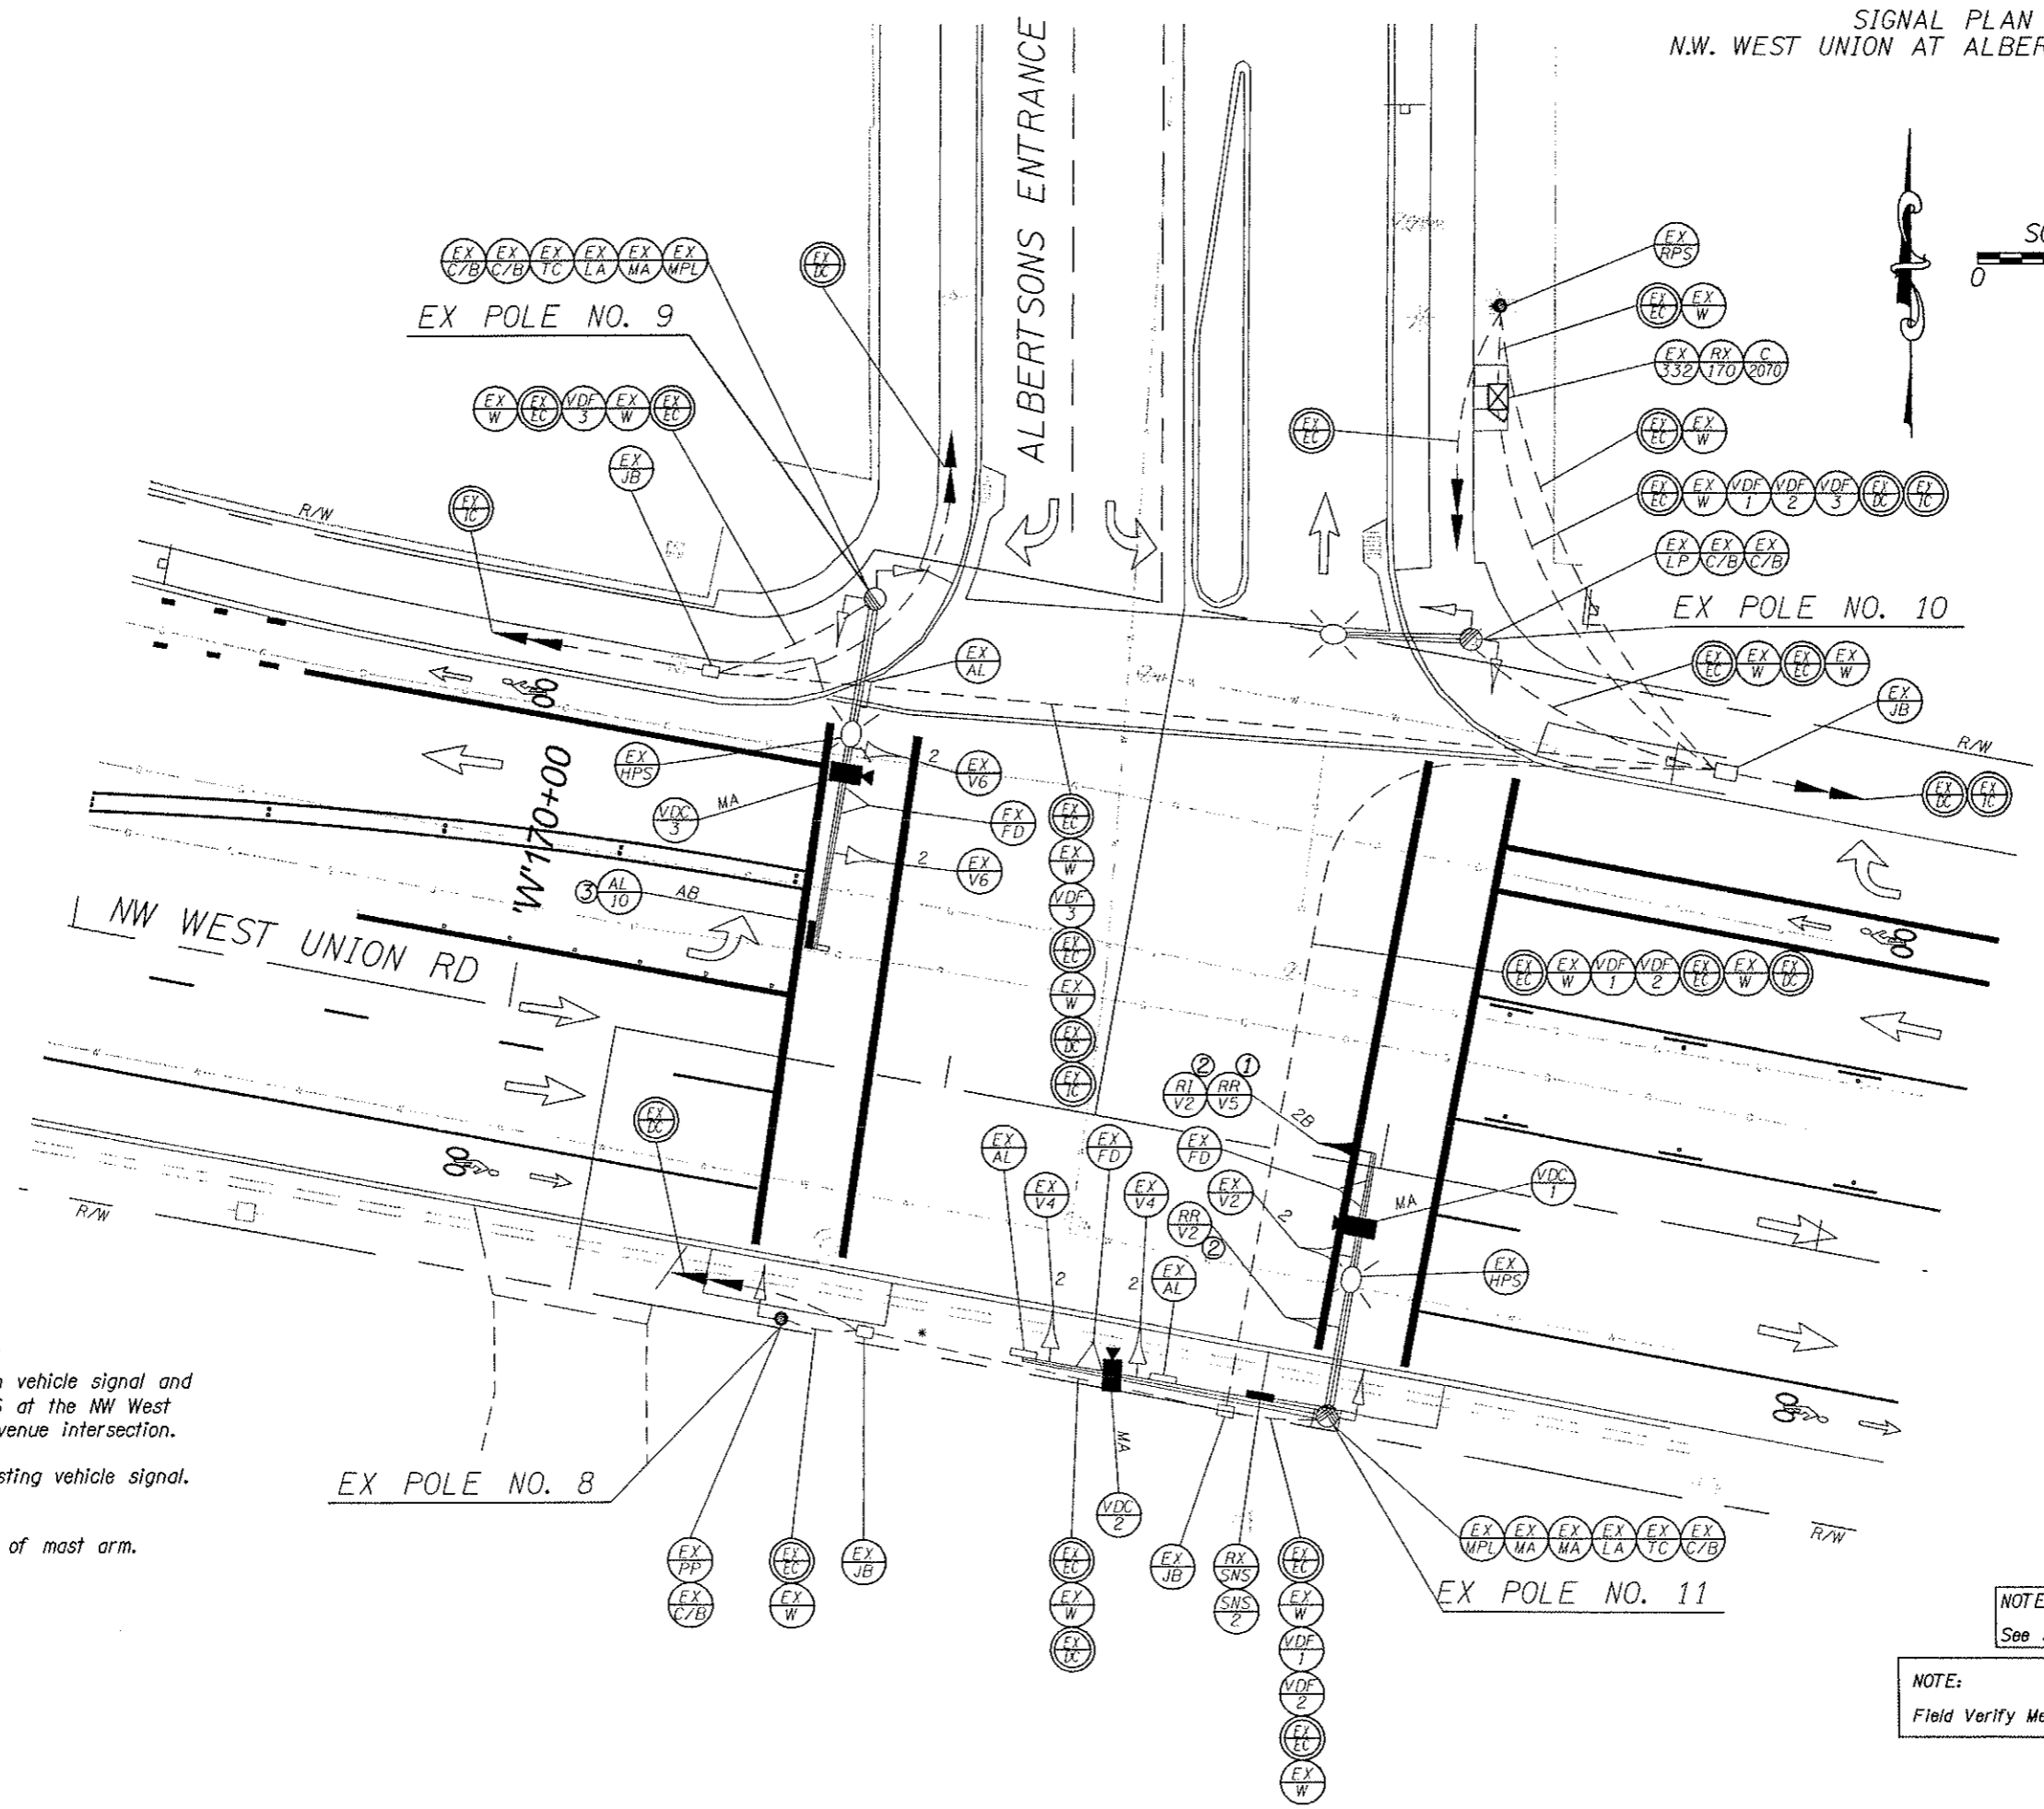 SIGNAL PLAN
N.W. WEST UNION AT ALBER
ALBERTSONS ENTRANCE
0
EX C/B EX C/B EX TC EX LA EX MA EX MPL
EX POLE NO. 9
EX DC
EX RPS
EX EC EX W
EX 332 RX 170 C 2070
EX W EX EC VDF 3 EX W EX EC
EX EC
EX EC EX W
EX JB
EX IC
EX EC EX W VDF 1 VDF 2 VDF 3 EX DC EX IC
R/W
EX LP EX C/B EX C/B
EX POLE NO. 10
EX AL
EX EC EX W EX EC EX W
EX JB
R/W
EX HPS
2
EX V6
EX DC EX IC
VDC 3
MA
EX FD
"W"170+00
2
EX V6
3 AL 10 AB
EX EC
EX W
VDF 3
EX EC
EX W
EX DC
EX IC
NW WEST UNION RD
EX EC EX W VDF 1 VDF 2 EX EC EX W EX DC
2 1
RI V2 RR V5
2B
EX DC
EX AL
EX FD
EX FD
EX V4
EX V4
EX V2
2
VDC 1
MA
RR V2
2
EX AL
EX HPS
2
2
R/W
vehicle signal and
at the NW West
venue intersection.
sting vehicle signal.
of mast arm.
*
MA
EX POLE NO. 8
VDC 2
EX PP
EX C/B
EX EC
EX W
EX JB
EX EC
EX W
EX DC
EX JB
RX SNS
SNS 2
EX EC
EX W
VDF 1
VDF 2
EX EC
EX W
EX MPL EX MA EX MA EX LA EX TC EX C/B
EX POLE NO. 11
R/W
NOTE
See
NOTE:
Field Verify Me